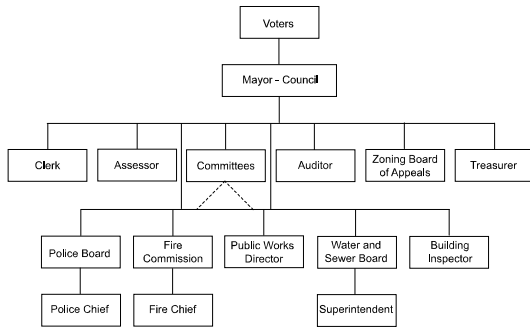 Voters
Mayor – Council
Clerk
Assessor
Committees
Auditor
Zoning Board
of Appeals
Treasurer
Police Board
Fire
Commission
Public Works
Director
Water and
Sewer Board
Building
Inspector
Police Chief
Fire Chief
Superintendent